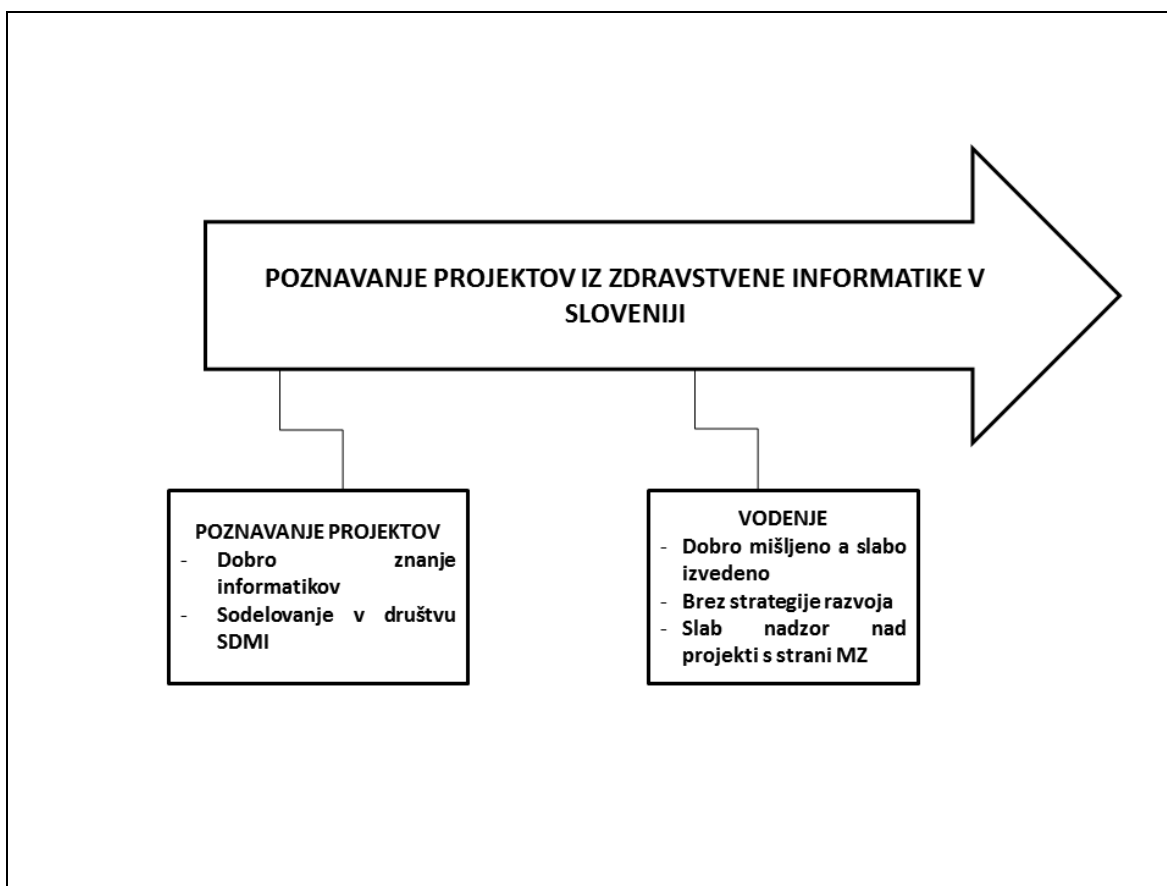 POZNAVANJE PROJEKTOV IZ ZDRAVSTVENE INFORMATIKE V
SLOVENIJI
POZNAVANJE PROJEKTOV
- Dobro znanje
informatikov
- Sodelovanje v društvu
SDMI
VODENJE
- Dobro mišljeno a slabo
izvedeno
- Brez strategije razvoja
- Slab nadzor nad
projekti s strani MZ